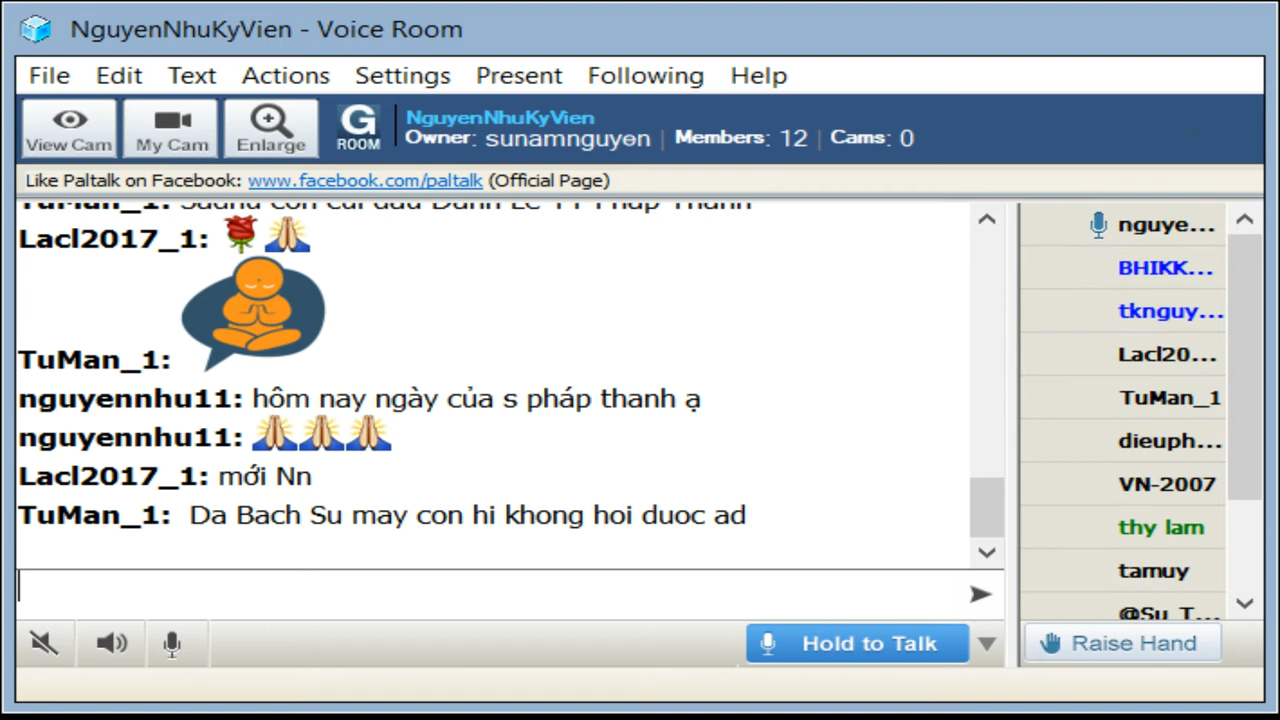 NguyenNhuKyVien - Voice Room
File Edit Text Actions Settings Present Following Help
View Cam
My Cam
Enlarge
G ROOM
NguyenNhuKyVien
Owner: sunamnguyen | Members: 12 | Cams: 0
Like Paltalk on Facebook: www.facebook.com/paltalk (Official Page)
Lacl2017_1:
TuMan_1:
nguyennhu11: hôm nay ngày của s pháp thanh ạ
nguyennhu11:
Lacl2017_1: mới Nn
TuMan_1: Da Bach Su may con hi khong hoi duoc ad
nguye...
BHIKK...
tknguy...
Lacl20...
TuMan_1
dieuph...
VN-2007
thy lam
tamuy
@Su_T...
Hold to Talk
Raise Hand